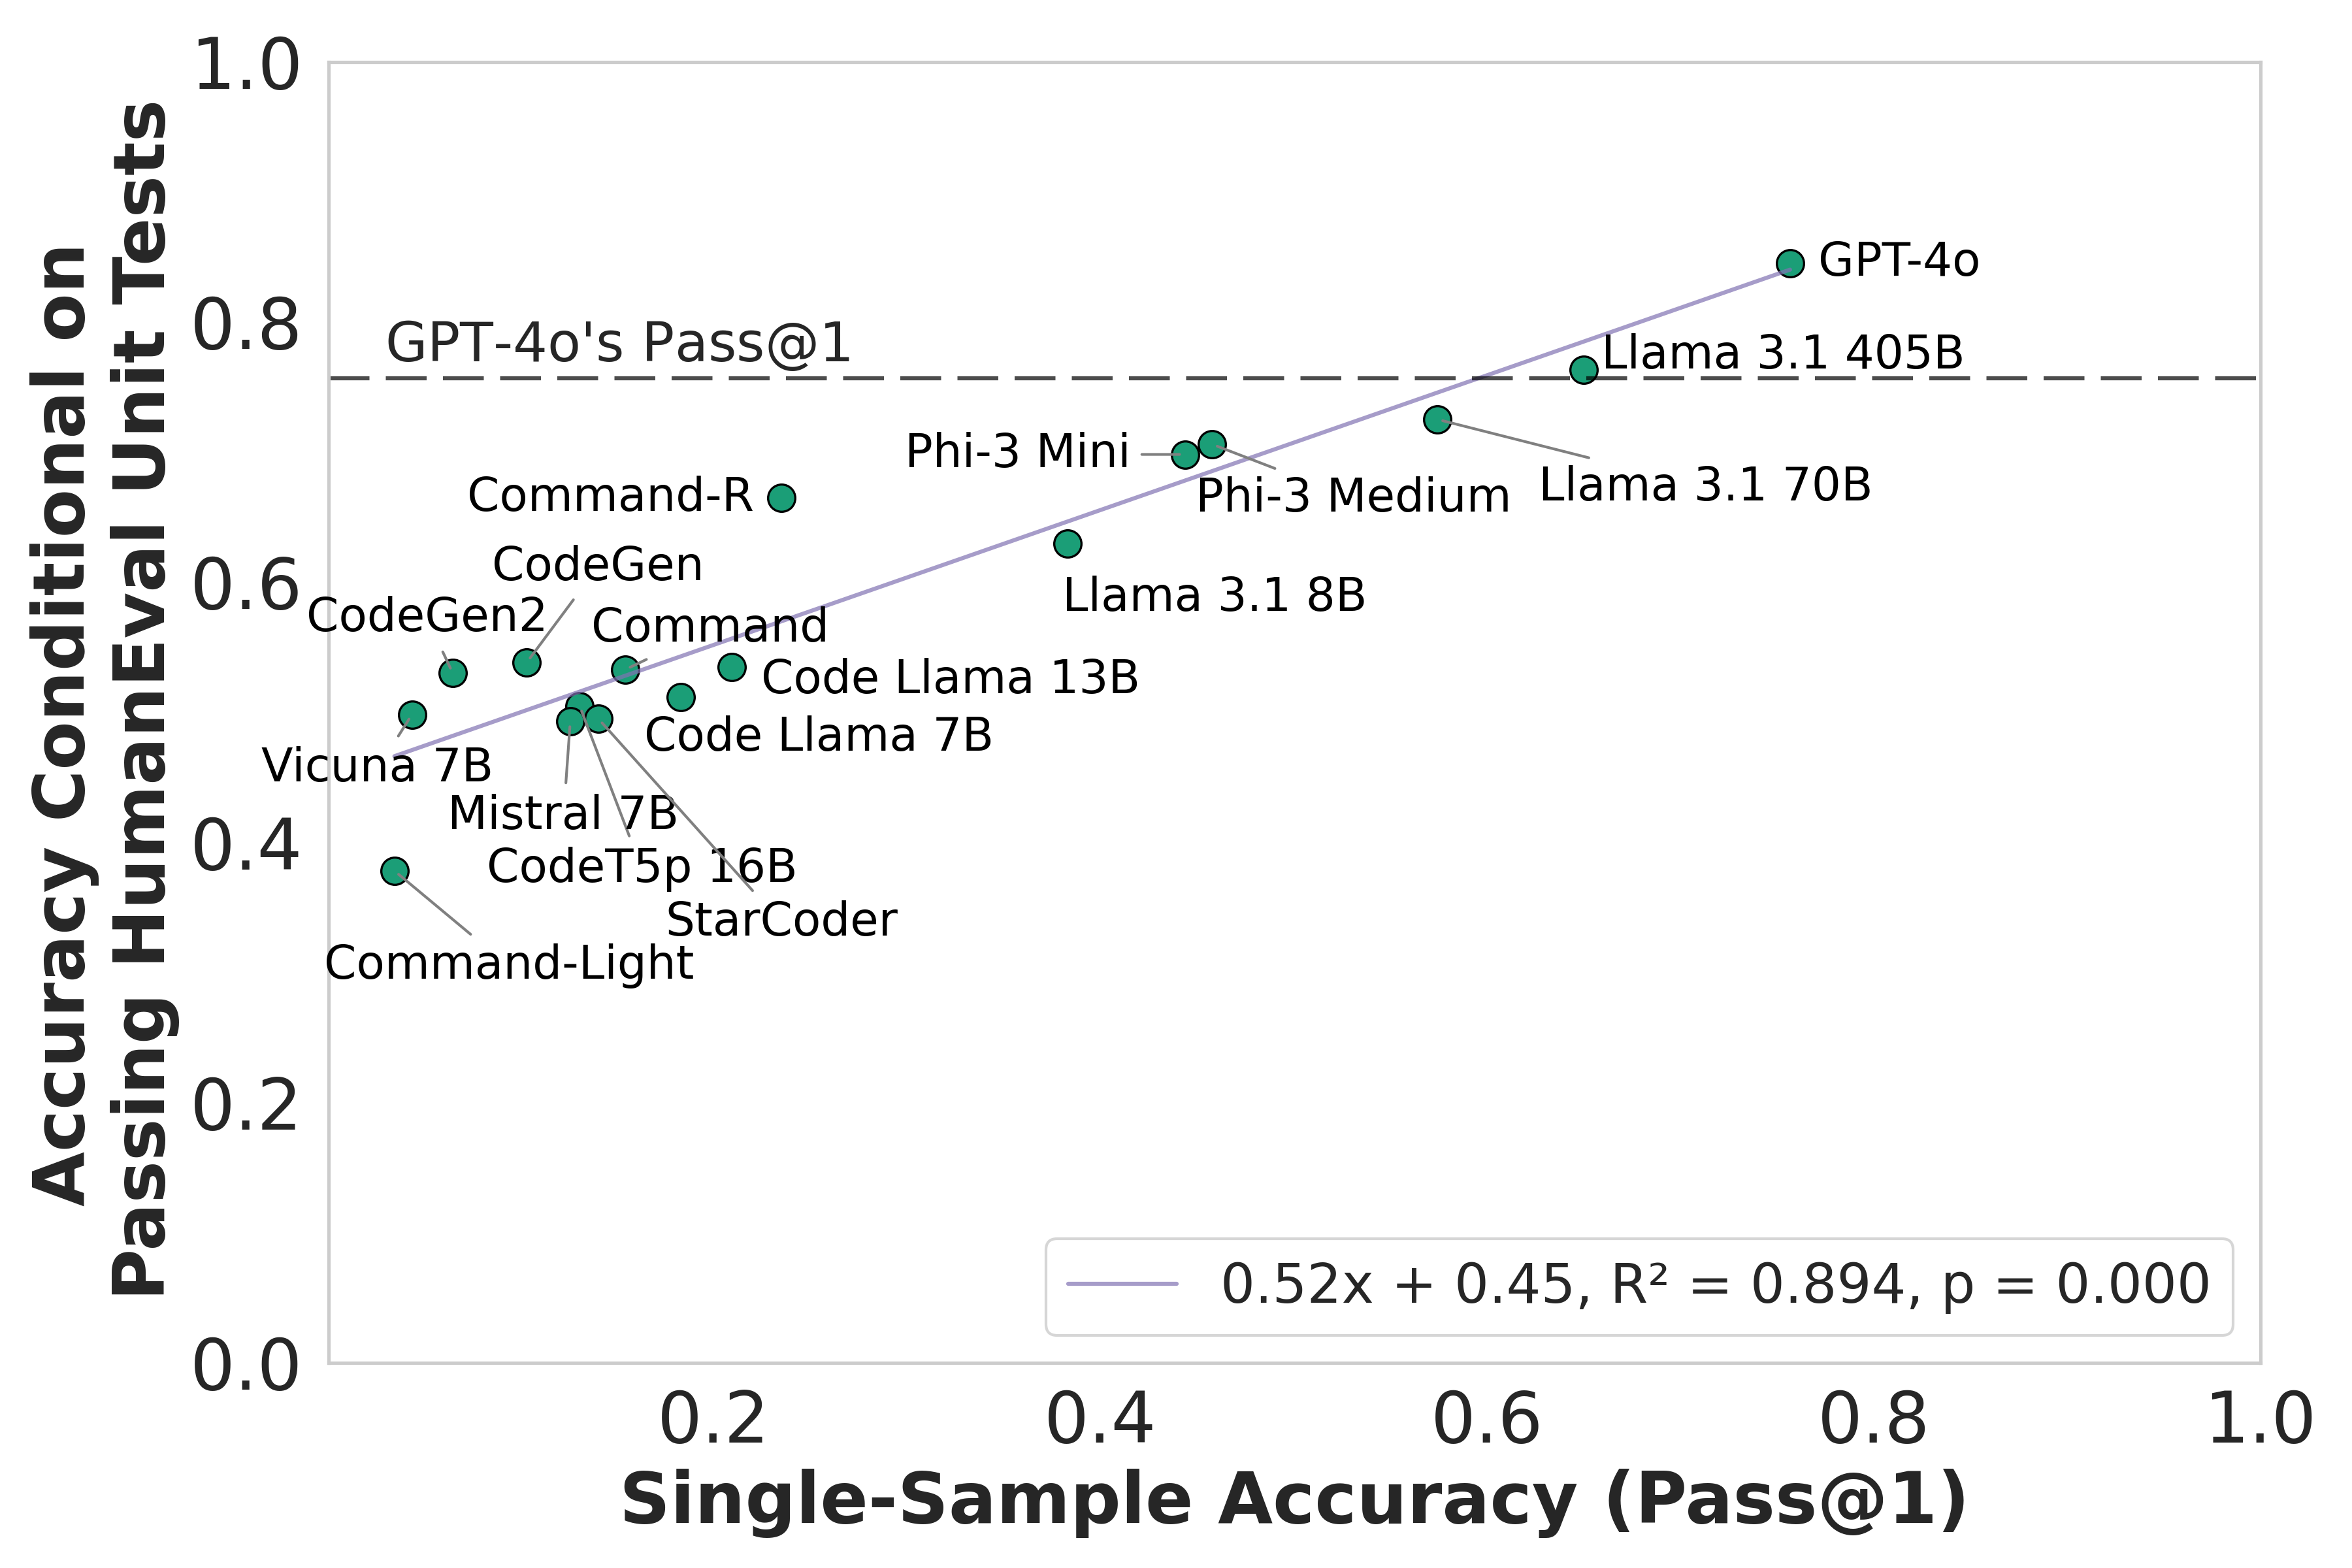 Accuracy Conditional on
Passing HumanEval Unit Tests
1.0
0.8
0.6
0.4
0.2
0.0
GPT-4o
GPT-4o's Pass@1
Llama 3.1 405B
Phi-3 Mini
Llama 3.1 70B
Command-R
Phi-3 Medium
CodeGen
Llama 3.1 8B
CodeGen2
Command
Code Llama 13B
Code Llama 7B
Vicuna 7B
Mistral 7B
CodeT5p 16B
StarCoder
Command-Light
0.52x + 0.45, R² = 0.894, p = 0.000
0.2 0.4 0.6 0.8 1.0
Single-Sample Accuracy (Pass@1)